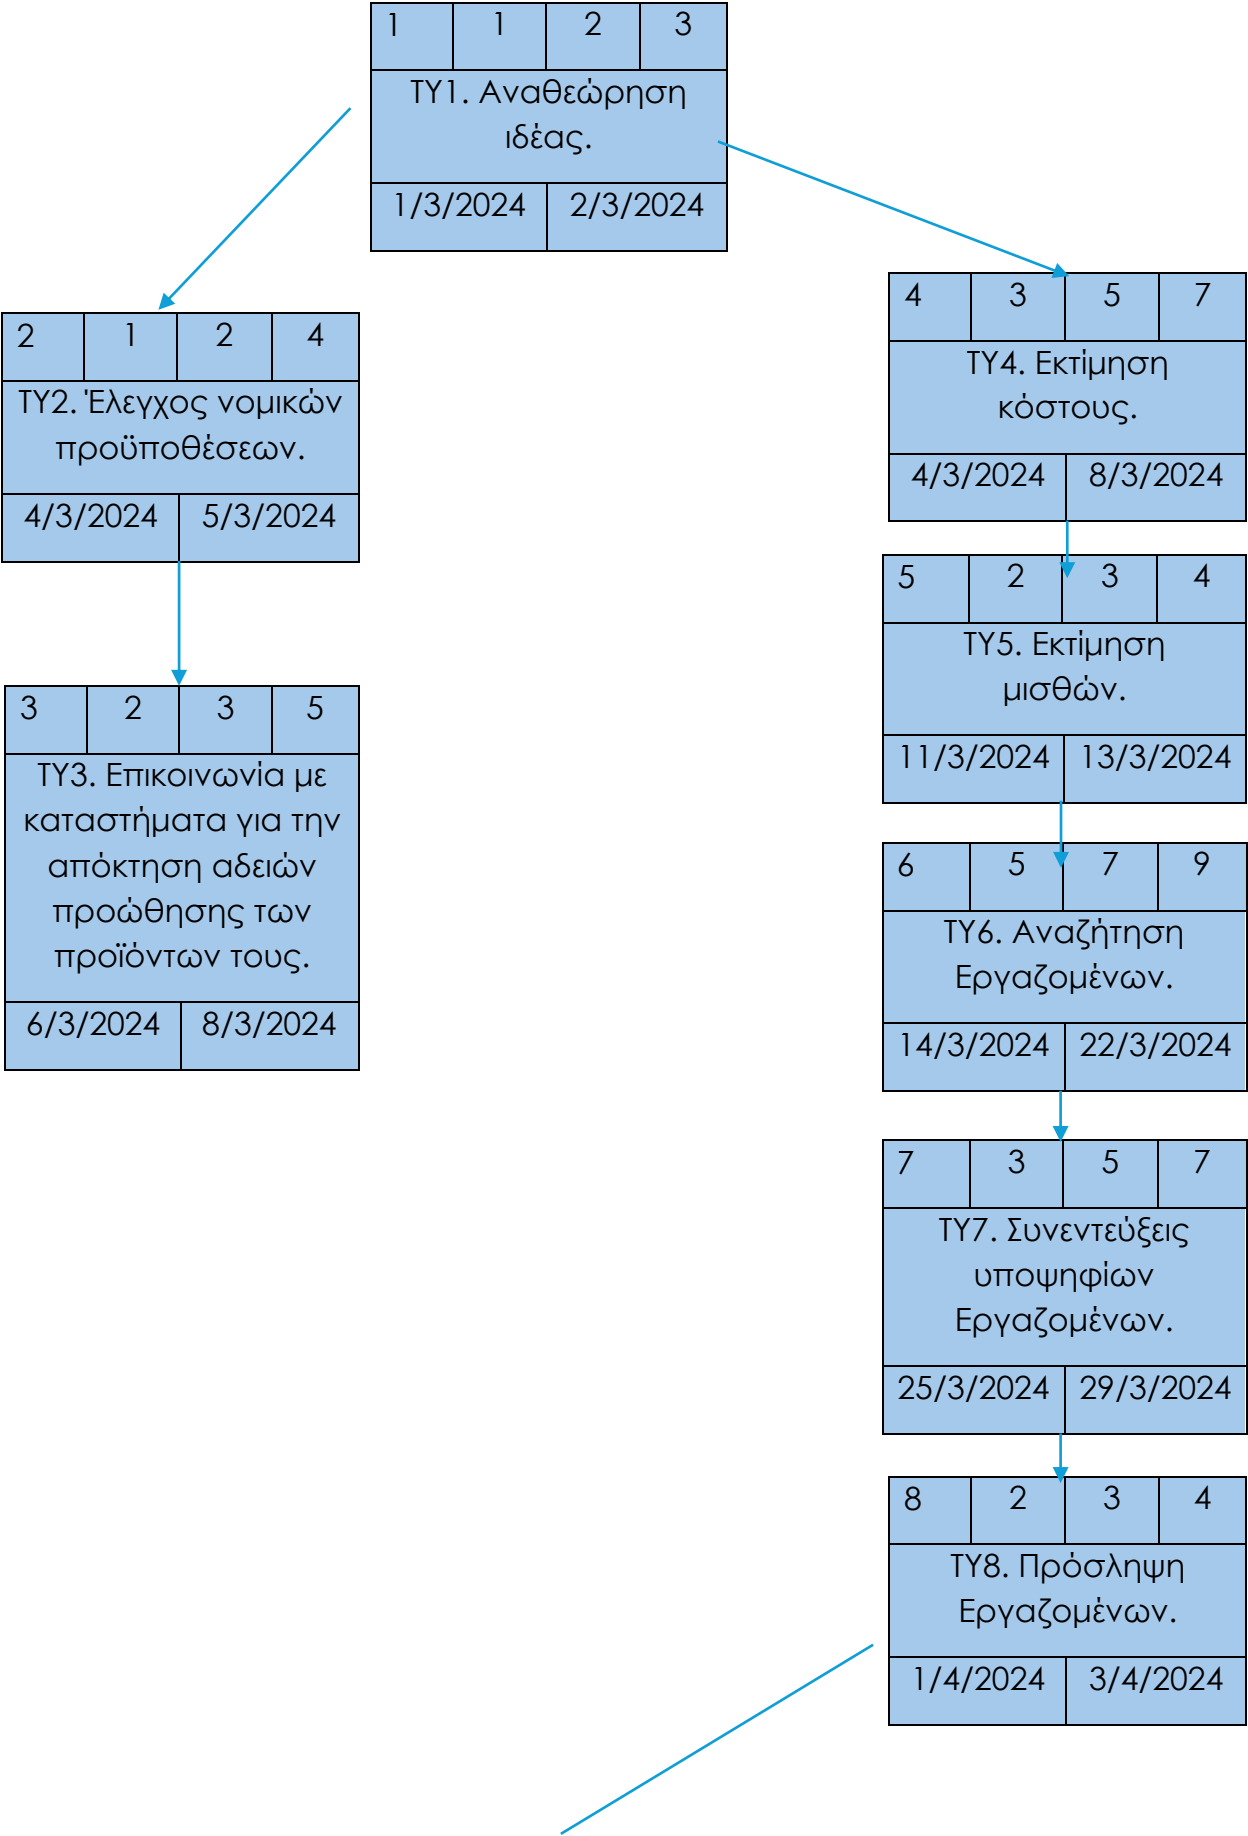 1 1 2 3
ΤΥ1. Αναθεώρηση
ιδέας.
1/3/2024 2/3/2024
2 1 2 4
ΤΥ2. Έλεγχος νομικών
προϋποθέσεων.
4/3/2024 5/3/2024
3 2 3 5
ΤΥ3. Επικοινωνία με
καταστήματα για την
απόκτηση αδειών
προώθησης των
προϊόντων τους.
6/3/2024 8/3/2024
4 3 5 7
ΤΥ4. Εκτίμηση
κόστους.
4/3/2024 8/3/2024
5 2 3 4
ΤΥ5. Εκτίμηση
μισθών.
11/3/2024 13/3/2024
6 5 7 9
ΤΥ6. Αναζήτηση
Εργαζομένων.
14/3/2024 22/3/2024
7 3 5 7
ΤΥ7. Συνεντεύξεις
υποψηφίων
Εργαζομένων.
25/3/2024 29/3/2024
8 2 3 4
ΤΥ8. Πρόσληψη
Εργαζομένων.
1/4/2024 3/4/2024